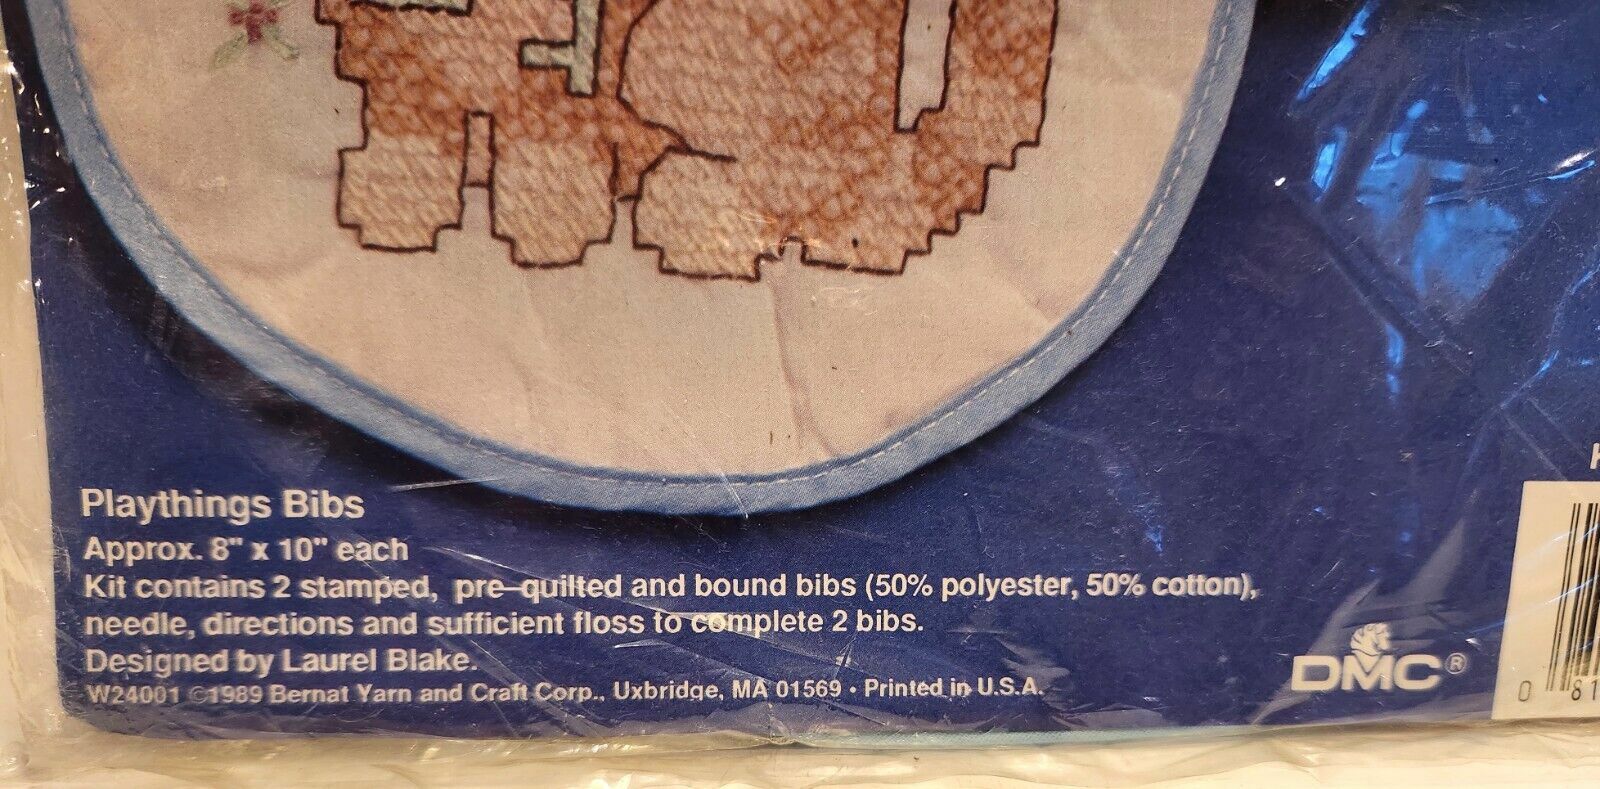 Playthings Bibs
Approx. 8" x 10" each
Kit contains 2 stamped, pre-quilted and bound bibs (50% polyester, 50% cotton),
needle, directions and sufficient floss to complete 2 bibs.
Designed by Laurel Blake.
W24001 ©1989 Bernat Yarn and Craft Corp., Uxbridge, MA 01569 • Printed in U.S.A.
DMC®
0 81